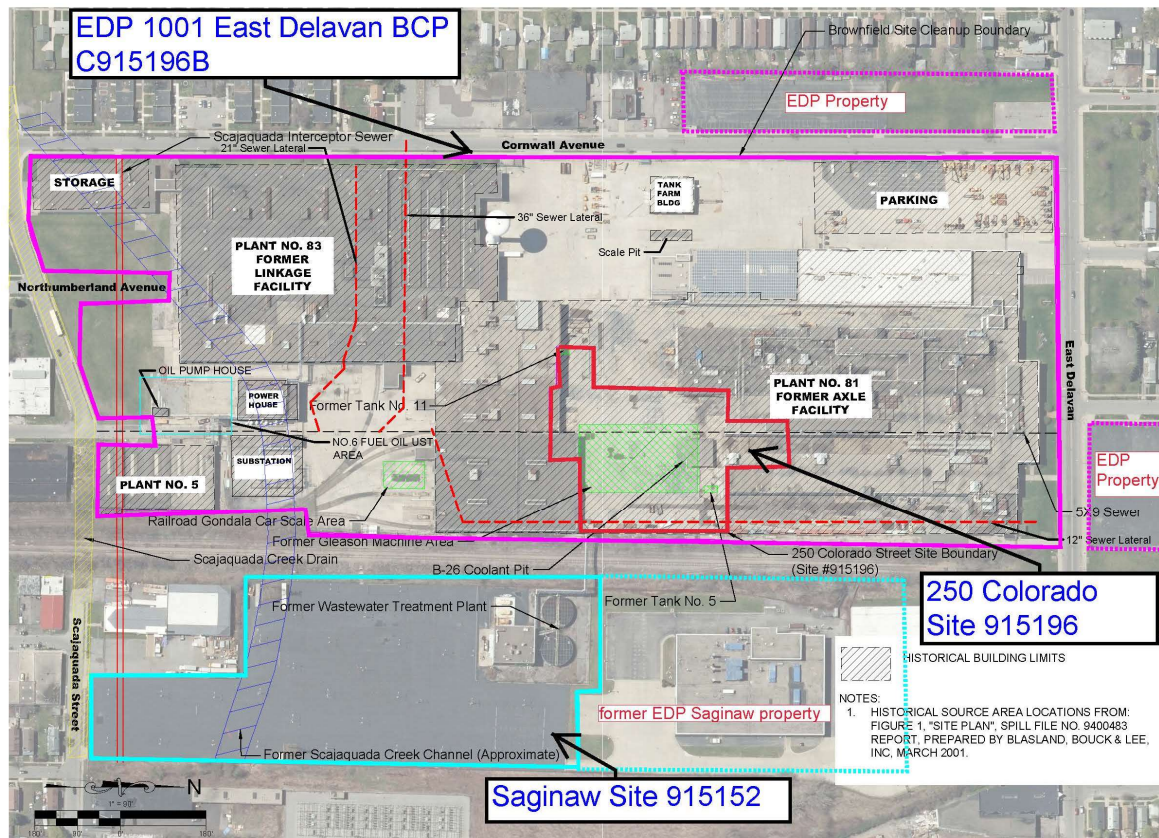 EDP 1001 East Delavan BCP
C915196B
Brownfield Site Cleanup Boundary
EDP Property
Scajaquada Interceptor Sewer
21" Sewer Lateral
Cornwall Avenue
STORAGE
TANK
FARM
BLDG
PARKING
36" Sewer Lateral
PLANT NO. 83
FORMER
LINKAGE
FACILITY
Scale Pit
Northumberland Avenue
East Delavan
OIL PUMP HOUSE
POWER
HOUSE
Former Tank No. 11
PLANT NO. 81
FORMER AXLE
FACILITY
NO.6 FUEL OIL UST
AREA
SUBSTATION
EDP
Property
PLANT NO. 5
5X9 Sewer
Railroad Gondala Car Scale Area
Former Gleason Machine Area
12" Sewer Lateral
Scajaquada Creek Drain
B-26 Coolant Pit
250 Colorado Street Site Boundary
(Site #915196)
Former Wastewater Treatment Plant
Former Tank No. 5
250 Colorado
Site 915196
Scajaquada Street
HISTORICAL BUILDING LIMITS
NOTES:
1. HISTORICAL SOURCE AREA LOCATIONS FROM:
FIGURE 1, "SITE PLAN", SPILL FILE NO. 9400483
REPORT, PREPARED BY BLASLAND, BOUCK & LEE,
INC, MARCH 2001.
former EDP Saginaw property
Former Scajaquada Creek Channel (Approximate)
N
Saginaw Site 915152
180'
90'
0'
180'